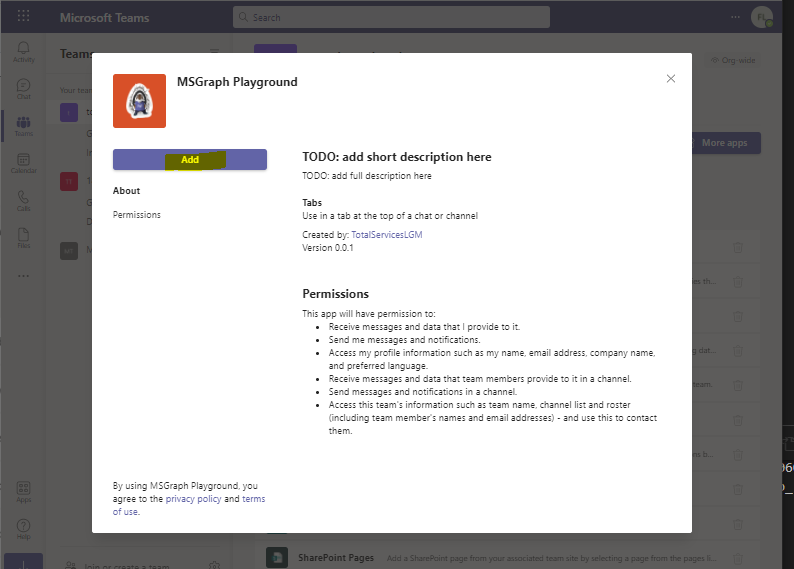 Microsoft Teams
Search
Activity
Chat
Teams
Calendar
Calls
Files
Apps
Help
Teams
Your tea
Org-wide
More apps
MSGraph Playground
Add
About
Permissions
TODO: add short description here
TODO: add full description here
Tabs
Use in a tab at the top of a chat or channel
Created by: TotalServicesLGM
Version 0.0.1
Permissions
This app will have permission to:
• Receive messages and data that I provide to it.
• Send me messages and notifications.
• Access my profile information such as my name, email address, company name,
and preferred language.
• Receive messages and data that team members provide to it in a channel.
• Send messages and notifications in a channel.
• Access this team's information such as team name, channel list and roster
(including team member's names and email addresses) - and use this to contact
them.
By using MSGraph Playground, you
agree to the privacy policy and terms
of use.
Join or create a team
SharePoint Pages
Add a SharePoint page from your associated team site by selecting a page from the pages li...